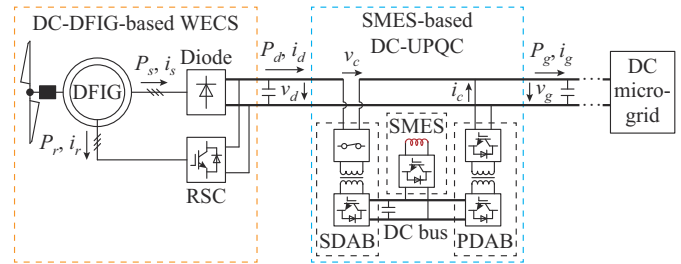 DC-DFIG-based WECS
SMES-based
DC-UPQC
P_s, i_s
Diode
P_d, i_d
v_c
P_g, i_g
DFIG
v_d
i_c
v_g
DC
micro-
grid
SMES
P_r, i_r
RSC
SDAB
DC bus
PDAB